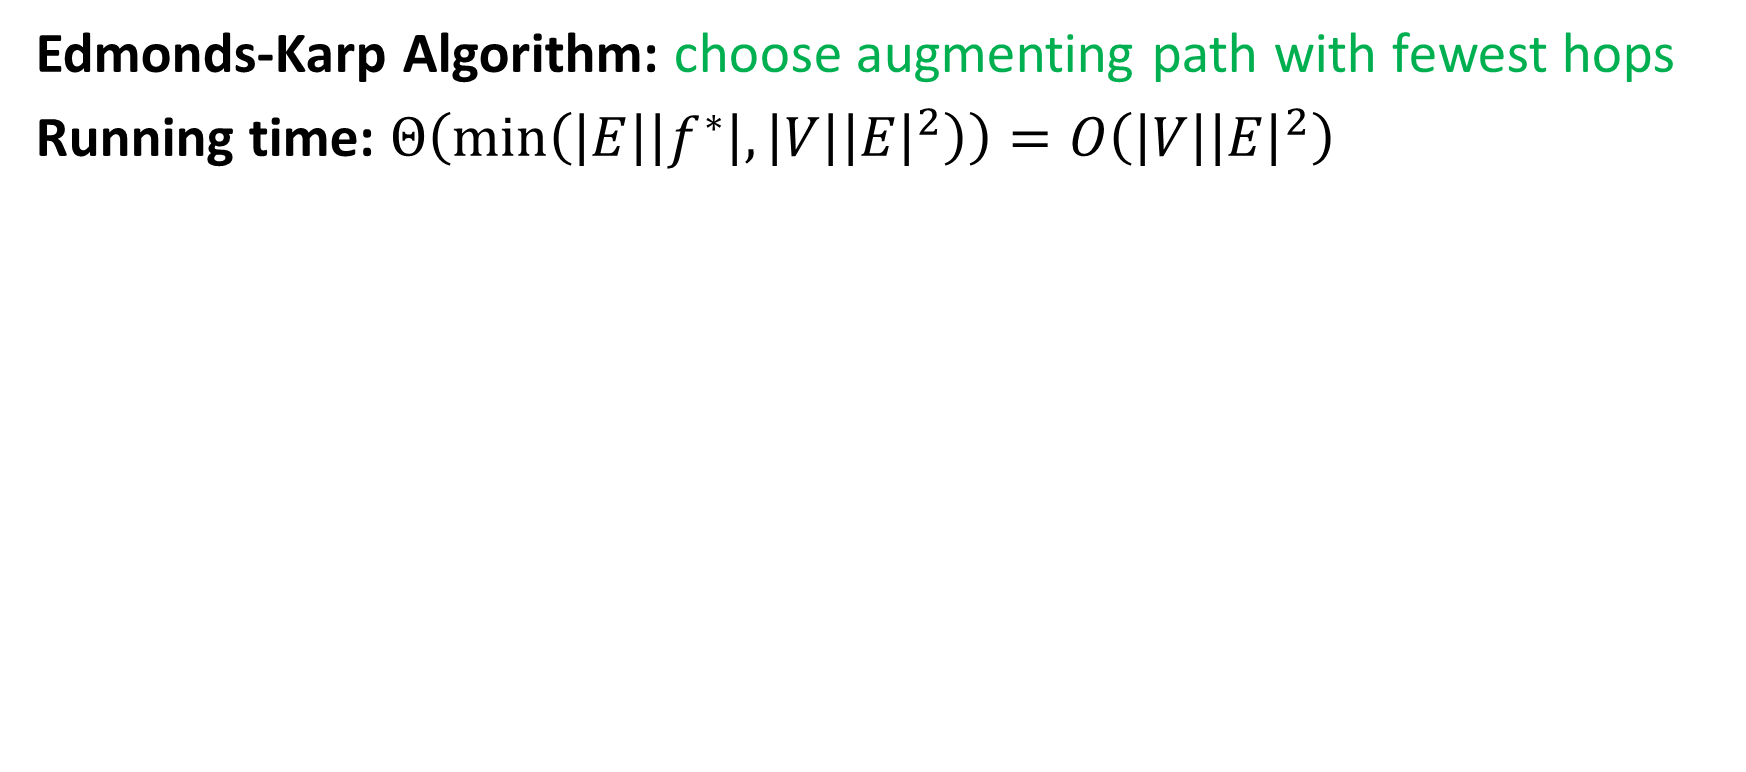 Edmonds-Karp Algorithm: choose augmenting path with fewest hops
Running time: Θ(min(|E||f*|, |V||E|²)) = O(|V||E|²)